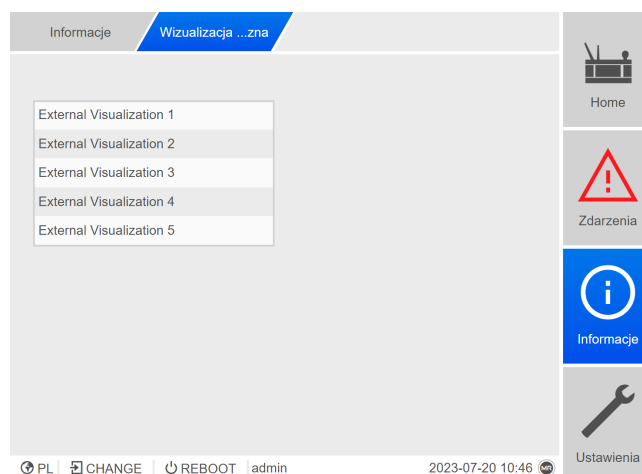 Informacje
Wizualizacja ...zna
External Visualization 1
External Visualization 2
External Visualization 3
External Visualization 4
External Visualization 5
Home
Zdarzenia
Informacje
Ustawienia
PL CHANGE REBOOT admin 2023-07-20 10:46 MR